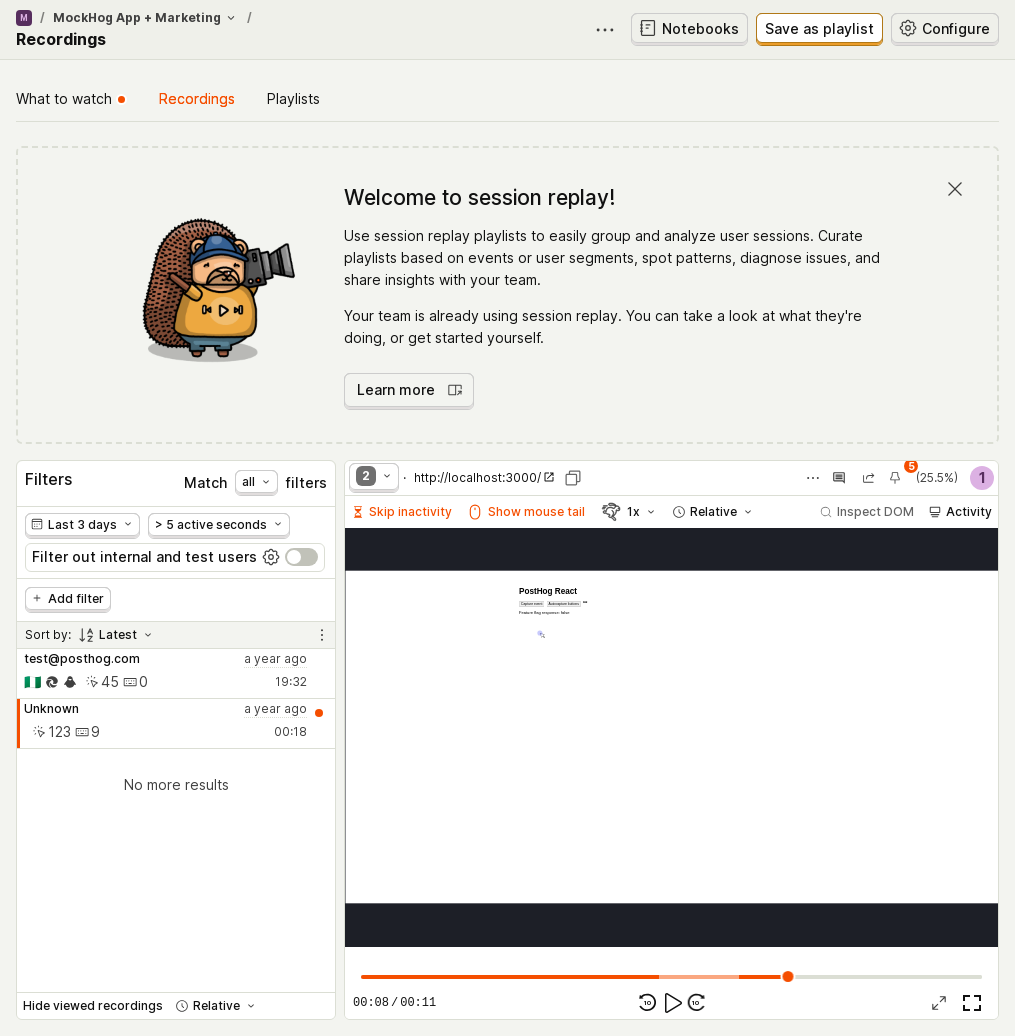 M / MockHog App + Marketing /
Recordings
Notebooks
Save as playlist
Configure
What to watch
Recordings
Playlists
Welcome to session replay!
Use session replay playlists to easily group and analyze user sessions. Curate
playlists based on events or user segments, spot patterns, diagnose issues, and
share insights with your team.
Your team is already using session replay. You can take a look at what they're
doing, or get started yourself.
Learn more
Filters
Match all filters
Last 3 days
> 5 active seconds
Filter out internal and test users
+ Add filter
Sort by: Latest
test@posthog.com a year ago
45 0 19:32
Unknown a year ago
123 9 00:18
No more results
Hide viewed recordings Relative
2 · http://localhost:3000/
5
(25.5%)
1
Skip inactivity
Show mouse tail
1x
Relative
Inspect DOM
Activity
PostHog React
Feature flag response: false
00:08 / 00:11
10
10